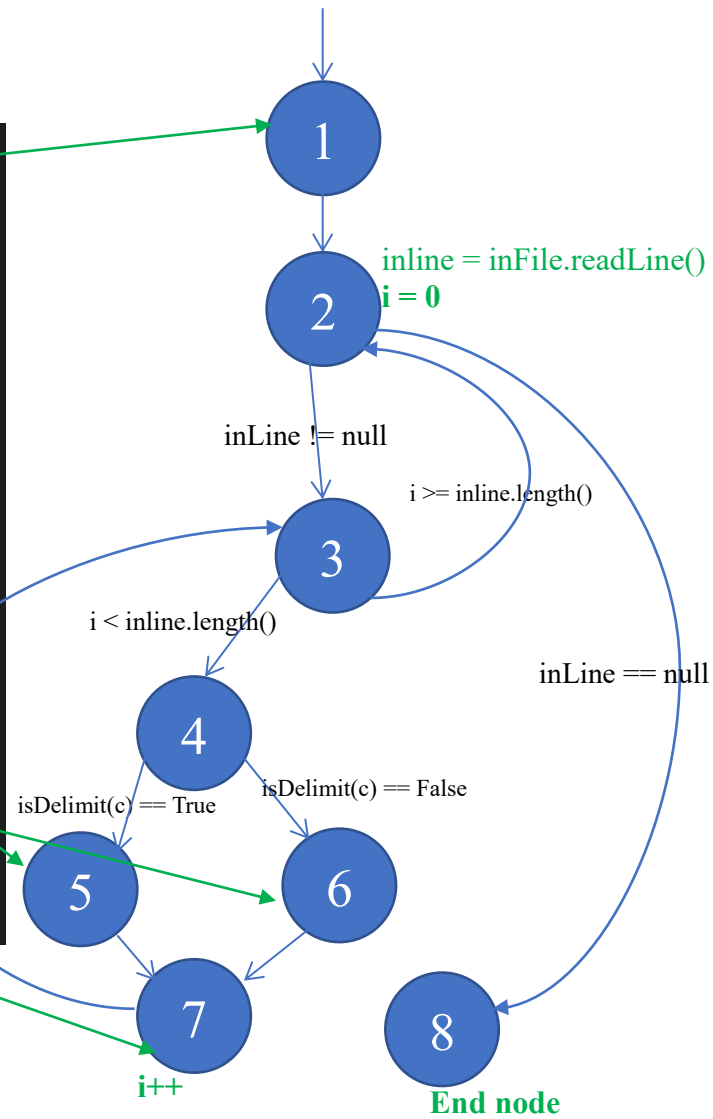 1
inline = inFile.readLine()
i = 0
2
inLine != null
i >= inline.length()
3
i < inline.length()
inLine == null
4
isDelimit(c) == True
isDelimit(c) == False
5
6
7
8
i++
End node